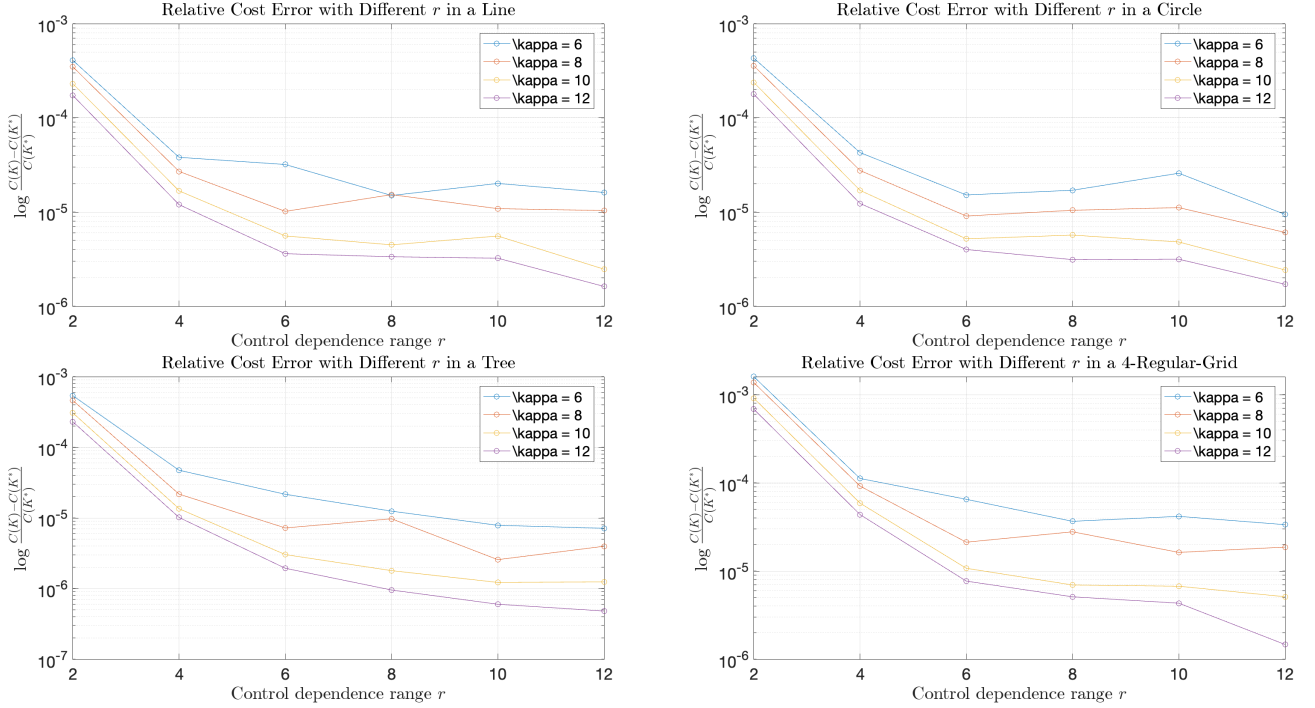 Relative Cost Error with Different r in a Line
10^-3
10^-4
10^-5
10^-6
log C(K)−C(K*) / C(K*)
\kappa = 6
\kappa = 8
\kappa = 10
\kappa = 12
2 4 6 8 10 12
Control dependence range r
Relative Cost Error with Different r in a Circle
10^-3
10^-4
10^-5
10^-6
log C(K)−C(K*) / C(K*)
\kappa = 6
\kappa = 8
\kappa = 10
\kappa = 12
2 4 6 8 10 12
Control dependence range r
Relative Cost Error with Different r in a Tree
10^-3
10^-4
10^-5
10^-6
10^-7
log C(K)−C(K*) / C(K*)
\kappa = 6
\kappa = 8
\kappa = 10
\kappa = 12
2 4 6 8 10 12
Control dependence range r
Relative Cost Error with Different r in a 4-Regular-Grid
10^-3
10^-4
10^-5
10^-6
log C(K)−C(K*) / C(K*)
\kappa = 6
\kappa = 8
\kappa = 10
\kappa = 12
2 4 6 8 10 12
Control dependence range r